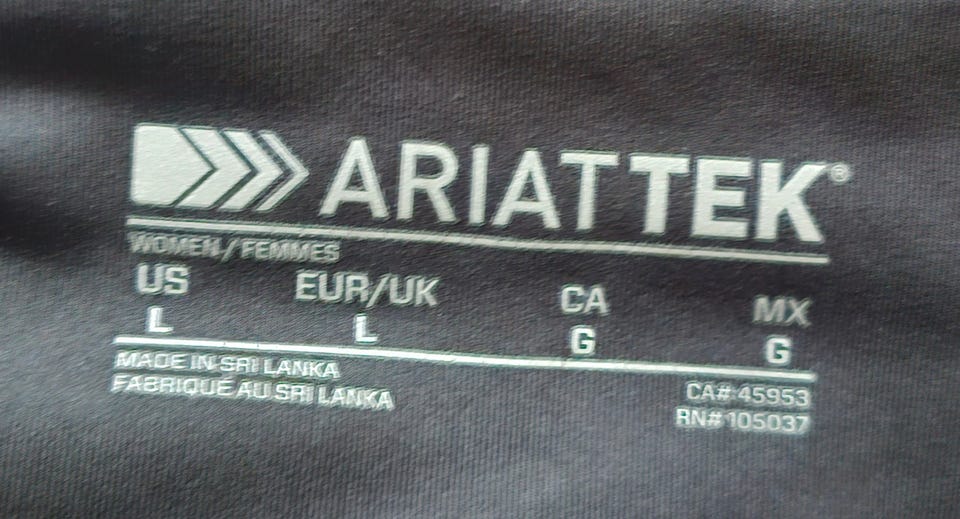 ARIATTEK®
WOMEN/FEMMES
US EUR/UK CA MX
L L G G
MADE IN SRI LANKA
FABRIQUÉ AU SRI LANKA
CA# 45953
RN# 105037